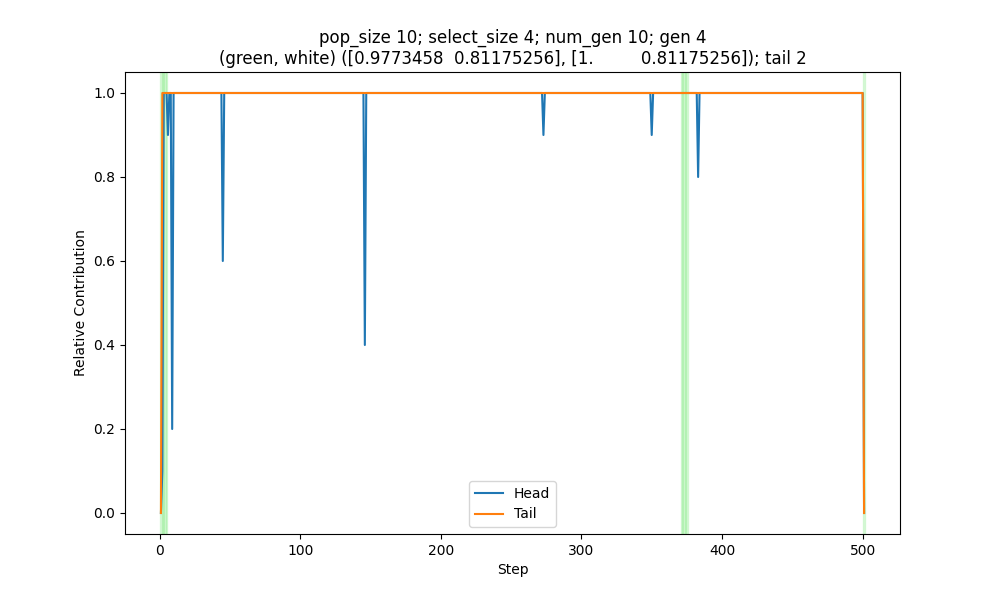 pop_size 10; select_size 4; num_gen 10; gen 4
(green, white) ([0.9773458  0.81175256], [1.         0.81175256]); tail 2
Relative Contribution
1.0
0.8
0.6
0.4
0.2
0.0
Head
Tail
0
100
200
300
400
500
Step